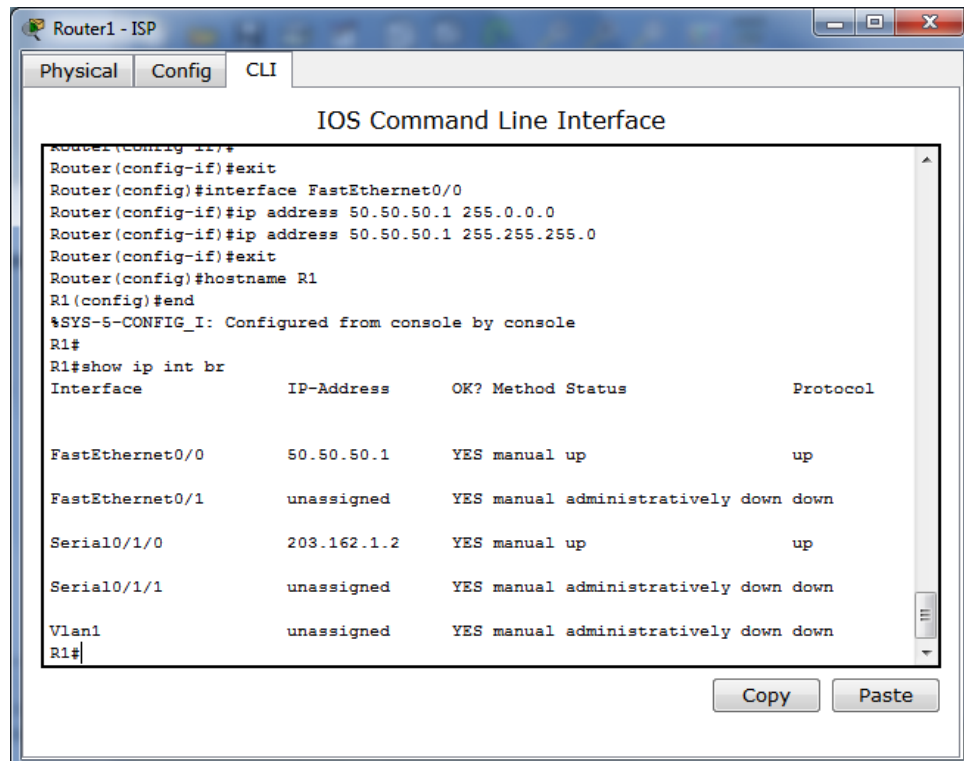 Router1 - ISP
Physical Config CLI
IOS Command Line Interface
Router(config-if)#
Router(config-if)#exit
Router(config)#interface FastEthernet0/0
Router(config-if)#ip address 50.50.50.1 255.0.0.0
Router(config-if)#ip address 50.50.50.1 255.255.255.0
Router(config-if)#exit
Router(config)#hostname R1
R1(config)#end
%SYS-5-CONFIG_I: Configured from console by console
R1#
R1#show ip int br
Interface IP-Address OK? Method Status Protocol
FastEthernet0/0 50.50.50.1 YES manual up up
FastEthernet0/1 unassigned YES manual administratively down down
Serial0/1/0 203.162.1.2 YES manual up up
Serial0/1/1 unassigned YES manual administratively down down
Vlan1 unassigned YES manual administratively down down
R1#
Copy Paste